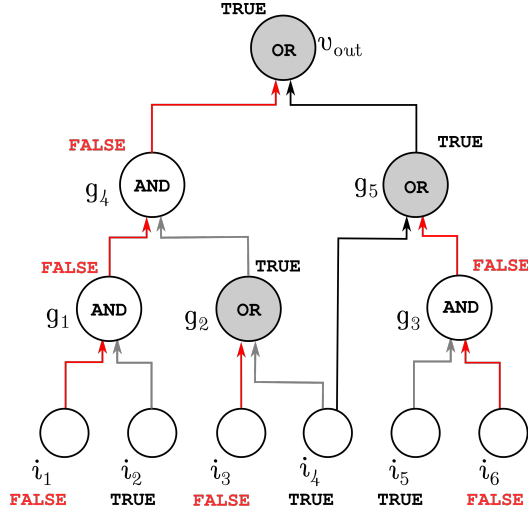 TRUE
OR v_out
FALSE TRUE
g_4 AND g_5 OR
FALSE TRUE FALSE
g_1 AND g_2 OR g_3 AND
i_1 i_2 i_3 i_4 i_5 i_6
FALSE TRUE FALSE TRUE TRUE FALSE